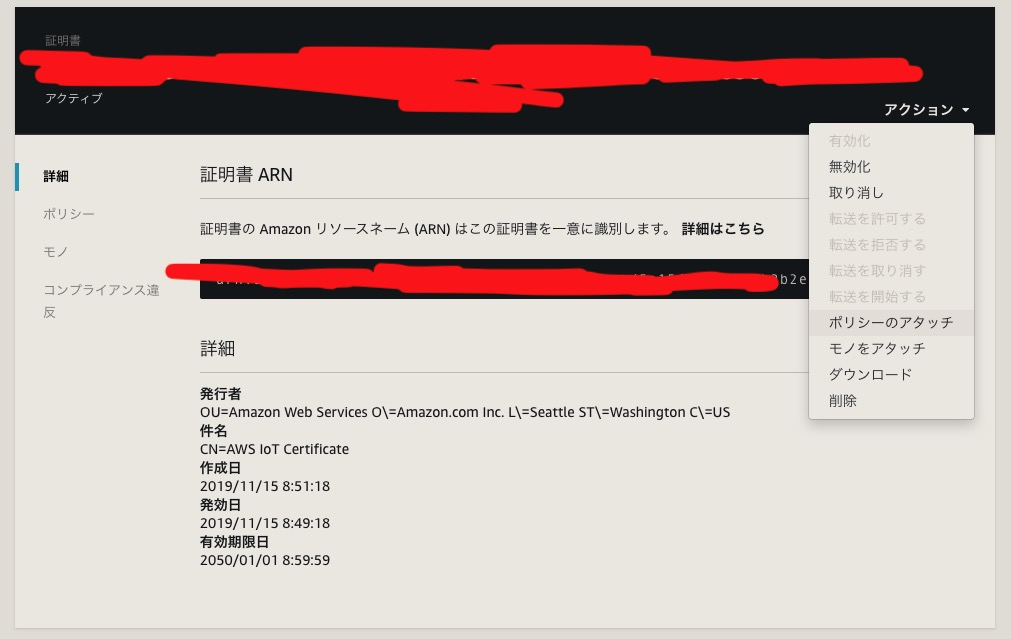 証明書
アクティブ
アクション
有効化
無効化
取り消し
転送を許可する
転送を拒否する
転送を取り消す
転送を開始する
ポリシーのアタッチ
モノをアタッチ
ダウンロード
削除
詳細
ポリシー
モノ
コンプライアンス違
反
証明書 ARN
証明書の Amazon リソースネーム (ARN) はこの証明書を一意に識別します。 詳細はこちら
b2e
詳細
発行者
OU=Amazon Web Services O\=Amazon.com Inc. L\=Seattle ST\=Washington C\=US
件名
CN=AWS IoT Certificate
作成日
2019/11/15 8:51:18
発効日
2019/11/15 8:49:18
有効期限日
2050/01/01 8:59:59